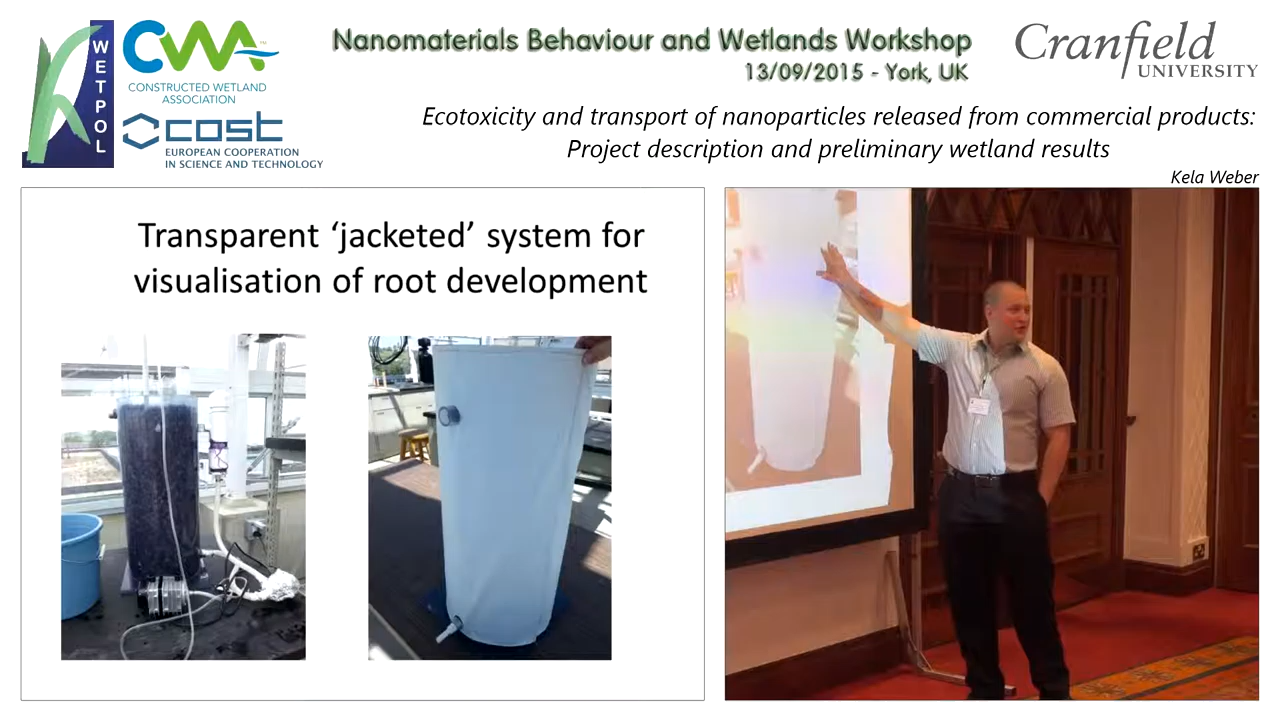 WETPOL
CWA
CONSTRUCTED WETLAND
ASSOCIATION
cost
EUROPEAN COOPERATION
IN SCIENCE AND TECHNOLOGY
Nanomaterials Behaviour and Wetlands Workshop
13/09/2015 - York, UK
Cranfield
UNIVERSITY
Ecotoxicity and transport of nanoparticles released from commercial products:
Project description and preliminary wetland results
Kela Weber
Transparent ‘jacketed’ system for
visualisation of root development